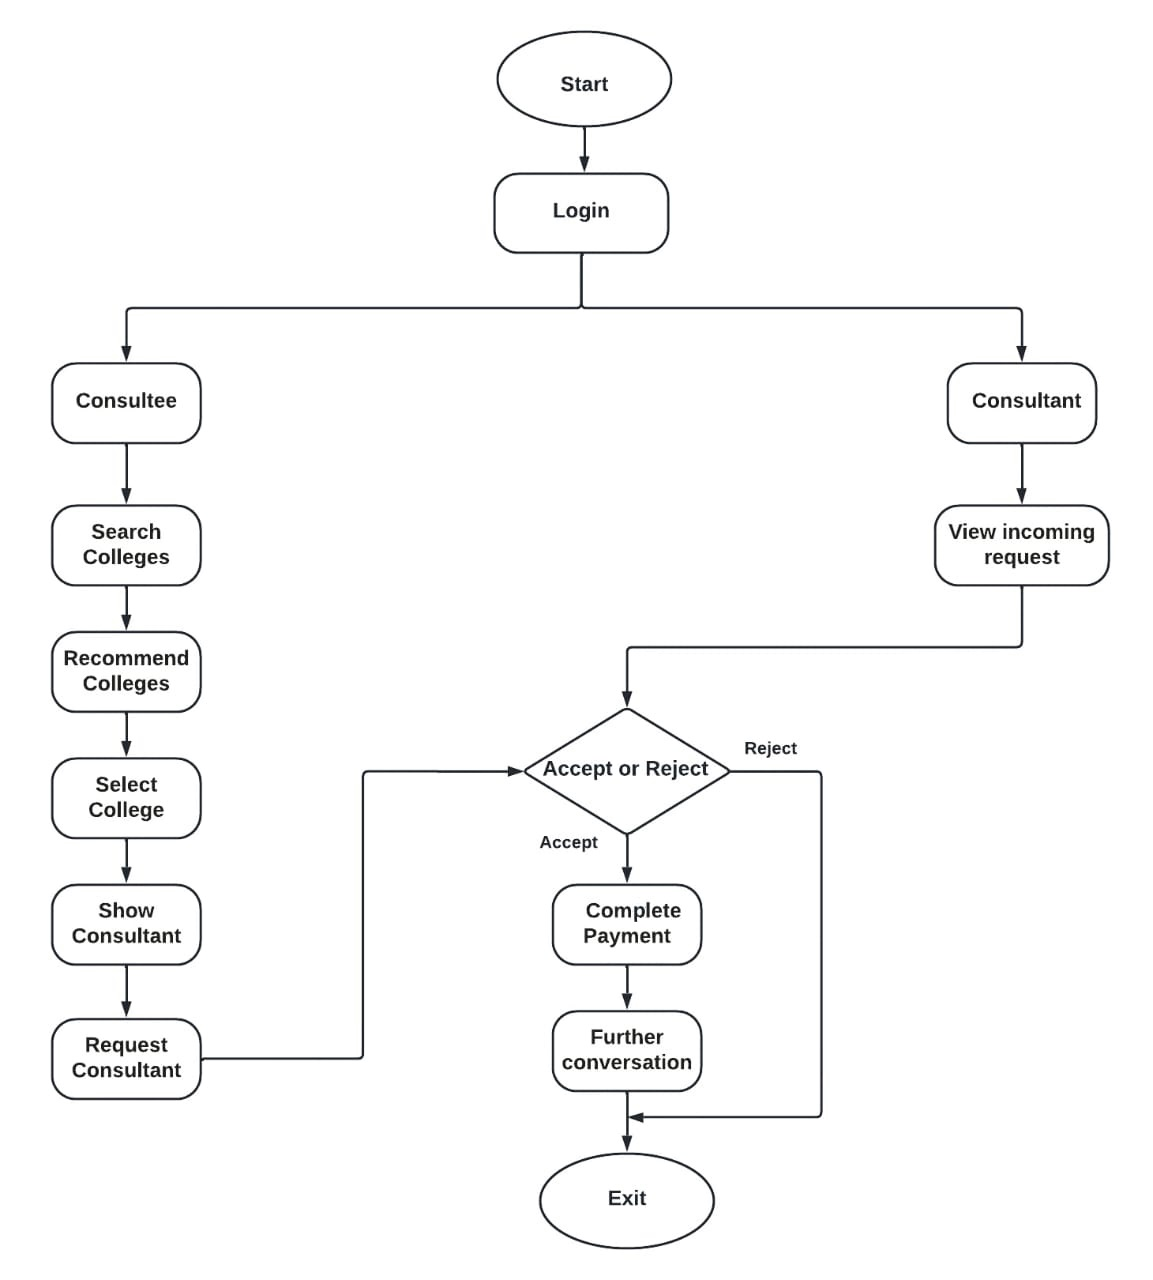 Start
Login
Consultee
Consultant
Search
Colleges
View incoming
request
Recommend
Colleges
Select
College
Accept or Reject
Reject
Accept
Show
Consultant
Complete
Payment
Request
Consultant
Further
conversation
Exit